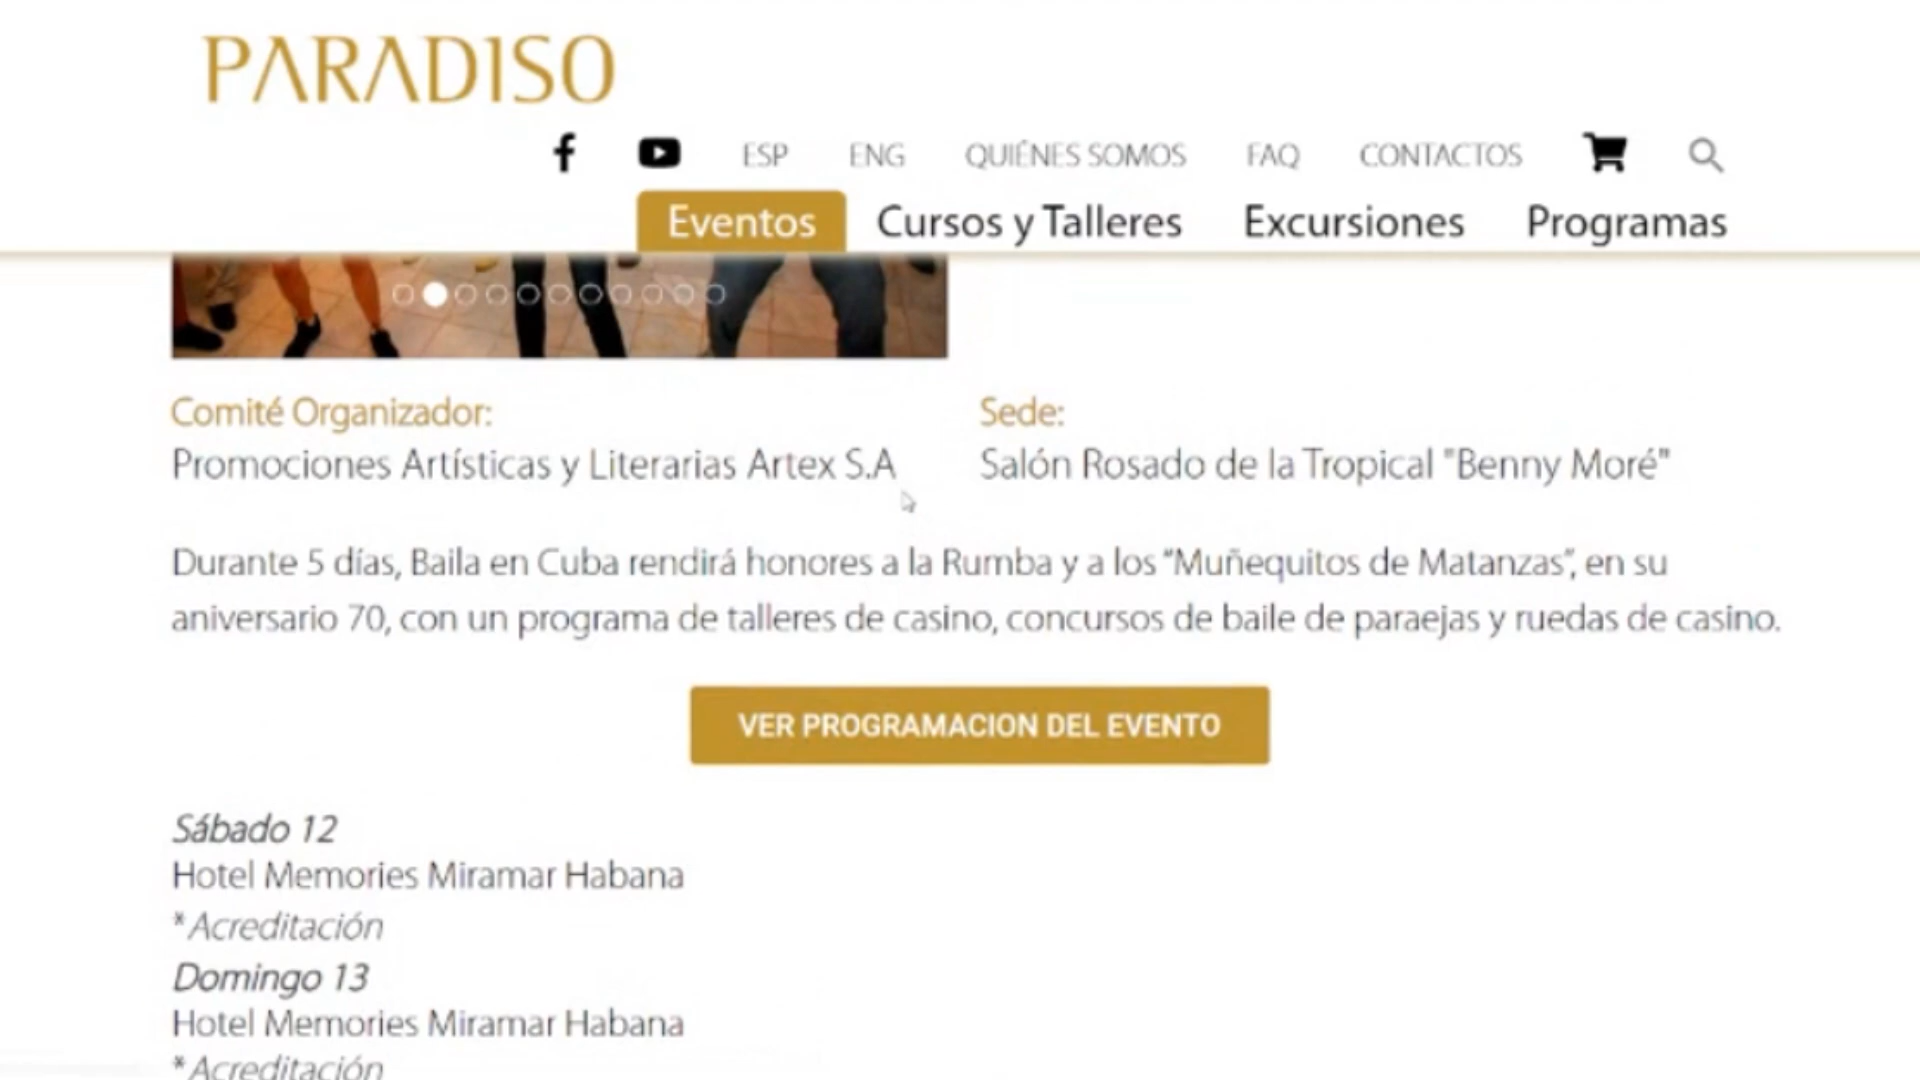 PARADISO
ESP ENG QUIÉNES SOMOS FAQ CONTACTOS
Eventos Cursos y Talleres Excursiones Programas
Comité Organizador:
Promociones Artísticas y Literarias Artex S.A
Sede:
Salón Rosado de la Tropical "Benny Moré"
Durante 5 días, Baila en Cuba rendirá honores a la Rumba y a los “Muñequitos de Matanzas”, en su
aniversario 70, con un programa de talleres de casino, concursos de baile de paraejas y ruedas de casino.
VER PROGRAMACION DEL EVENTO
Sábado 12
Hotel Memories Miramar Habana
*Acreditación
Domingo 13
Hotel Memories Miramar Habana
*Acreditación